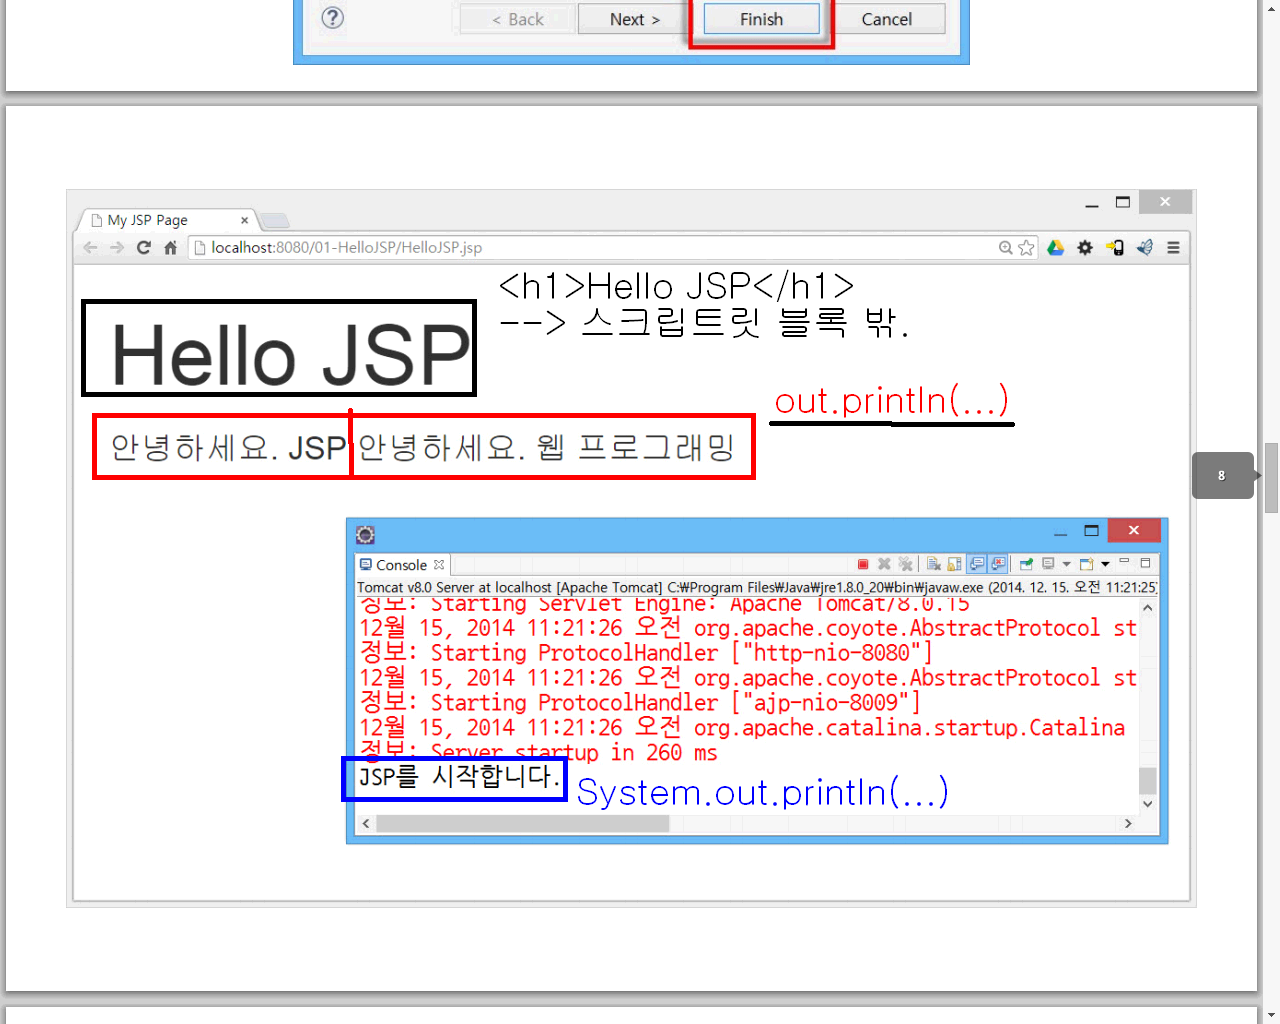 < Back Next > Finish Cancel
My JSP Page
localhost:8080/01-HelloJSP/HelloJSP.jsp
<h1>Hello JSP</h1>
--> 스크립트릿 블록 밖.
Hello JSP
out.println(...)
안녕하세요. JSP 안녕하세요. 웹 프로그래밍
8
Console
Tomcat v8.0 Server at localhost [Apache Tomcat] C:₩Program Files₩Java₩jre1.8.0_20₩bin₩javaw.exe (2014. 12. 15. 오전 11:21:25)
정보: Starting Servlet Engine: Apache Tomcat/8.0.15
12월 15, 2014 11:21:26 오전 org.apache.coyote.AbstractProtocol st
정보: Starting ProtocolHandler ["http-nio-8080"]
12월 15, 2014 11:21:26 오전 org.apache.coyote.AbstractProtocol st
정보: Starting ProtocolHandler ["ajp-nio-8009"]
12월 15, 2014 11:21:26 오전 org.apache.catalina.startup.Catalina
정보: Server startup in 260 ms
JSP를 시작합니다.
System.out.println(...)